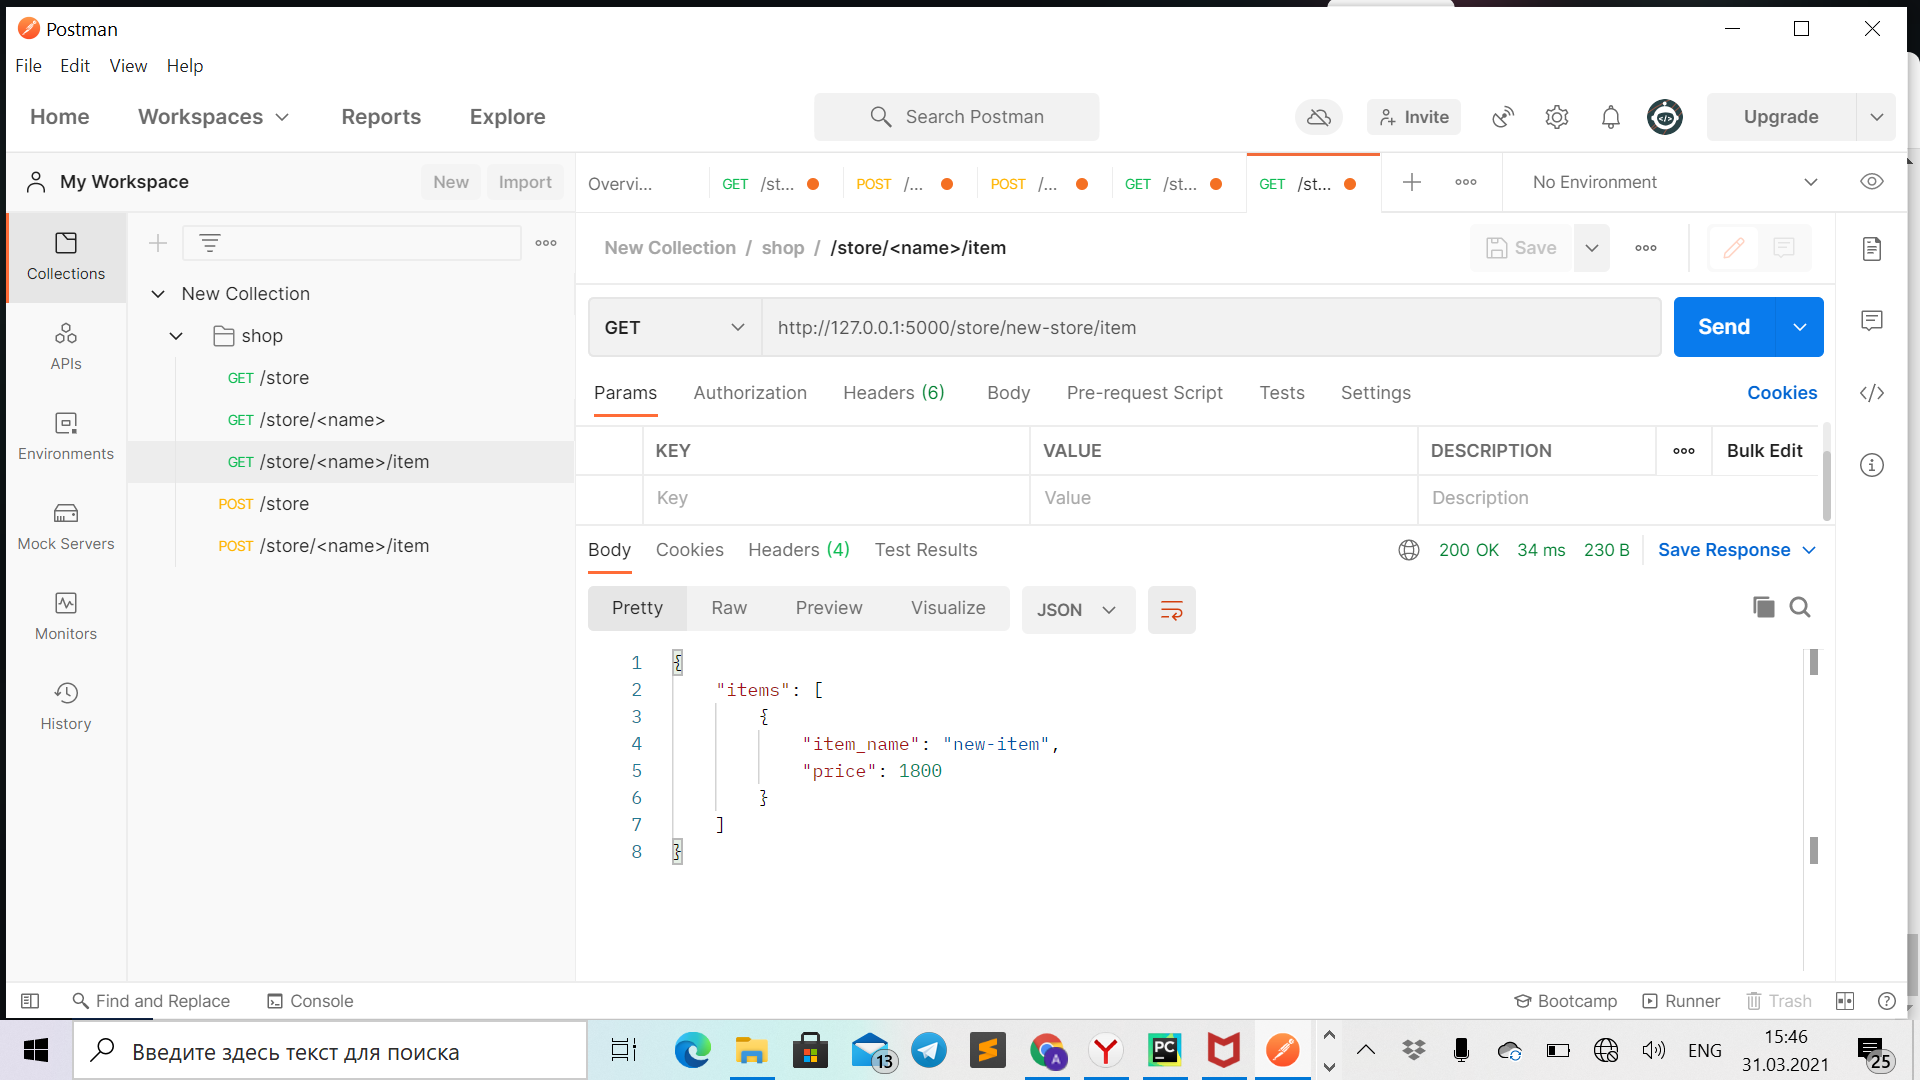 Postman
File Edit View Help
Home Workspaces Reports Explore Search Postman Invite Upgrade
My Workspace New Import Overvi... GET /st... POST /... POST /... GET /st... GET /st... No Environment
New Collection / shop / /store/<name>/item Save
Collections
New Collection
shop
GET /store
GET /store/<name>
GET /store/<name>/item
POST /store
POST /store/<name>/item
APIs
Environments
Mock Servers
Monitors
History
GET http://127.0.0.1:5000/store/new-store/item Send
Params Authorization Headers (6) Body Pre-request Script Tests Settings Cookies
KEY VALUE DESCRIPTION Bulk Edit
Key Value Description
Body Cookies Headers (4) Test Results 200 OK 34 ms 230 B Save Response
Pretty Raw Preview Visualize JSON
1 {
2 "items": [
3 {
4 "item_name": "new-item",
5 "price": 1800
6 }
7 ]
8 }
Find and Replace Console Bootcamp Runner Trash
Введите здесь текст для поиска 13 A PC ENG 15:46
31.03.2021 25